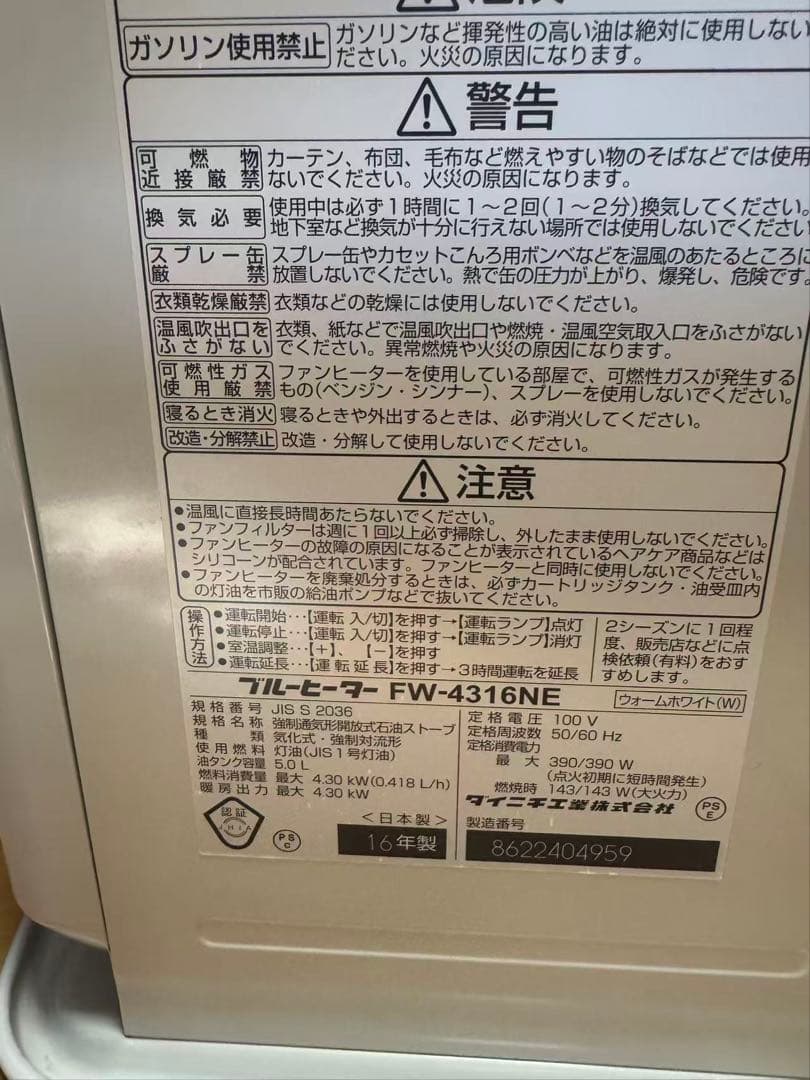 ガソリン使用禁止
ガソリンなど揮発性の高い油は絶対に使用しない
ださい。火災の原因になります。
警告
可燃物
近接厳禁
カーテン、布団、毛布など燃えやすい物のそばなどでは使用
ないでください。火災の原因になります。
換気必要
使用中は必ず1時間に1〜2回(1〜2分)換気してください。
地下室など換気が十分に行えない場所では使用しないでください
スプレー缶
厳禁
スプレー缶やカセットこんろ用ボンベなどを温風のあたるところに
放置しないでください。熱で缶の圧力が上がり、爆発し、危険です。
衣類乾燥厳禁
衣類などの乾燥には使用しないでください。
温風吹出口を
ふさがない
衣類、紙などで温風吹出口や燃焼・温風空気取入口をふさがない
でください。異常燃焼や火災の原因になります。
可燃性ガス
使用厳禁
ファンヒーターを使用している部屋で、可燃性ガスが発生する
もの(ベンジン・シンナー)、スプレーを使用しないでください。
寝るとき消火
寝るときや外出するときは、必ず消火してください。
改造・分解禁止
改造・分解して使用しないでください。
注意
●温風に直接長時間あたらないでください。
●ファンフィルターは週に1回以上必ず掃除し、外したまま使用しないでください。
●ファンヒーターの故障の原因になることが表示されているヘアケア商品などは
シリコーンが配合されています。ファンヒーターと同時に使用しないでください。
●ファンヒーターを廃棄処分するときは、必ずカートリッジタンク・油受皿内
の灯油を市販の給油ポンプなどで抜いてください。
操作方法
●運転開始…【運転 入/切】を押す→【運転ランプ】点灯
●運転停止…【運転 入/切】を押す→【運転ランプ】消灯
●室温調整…【+】、【−】を押す
●運転延長…【運転延長】を押す→3時間運転を延長
2シーズンに1回程
度、販売店などに点
検依頼(有料)をおす
すめします。
ブルーヒーター FW-4316NE
ウォームホワイト(W)
規格番号 JIS S 2036
規格名称 強制通気形開放式石油ストーブ
種類 気化式・強制対流形
使用燃料 灯油(JIS1号灯油)
油タンク容量 5.0 L
燃料消費量 最大 4.30 kW(0.418 L/h)
暖房出力 最大 4.30 kW
定格電圧 100 V
定格周波数 50/60 Hz
定格消費電力
最大 390/390 W
(点火初期に短時間発生)
燃焼時 143/143 W(大火力)
ダイニチ工業株式会社
認証
JHIA
PS
C
<日本製>
16年製
PS
E
製造番号
8622404959